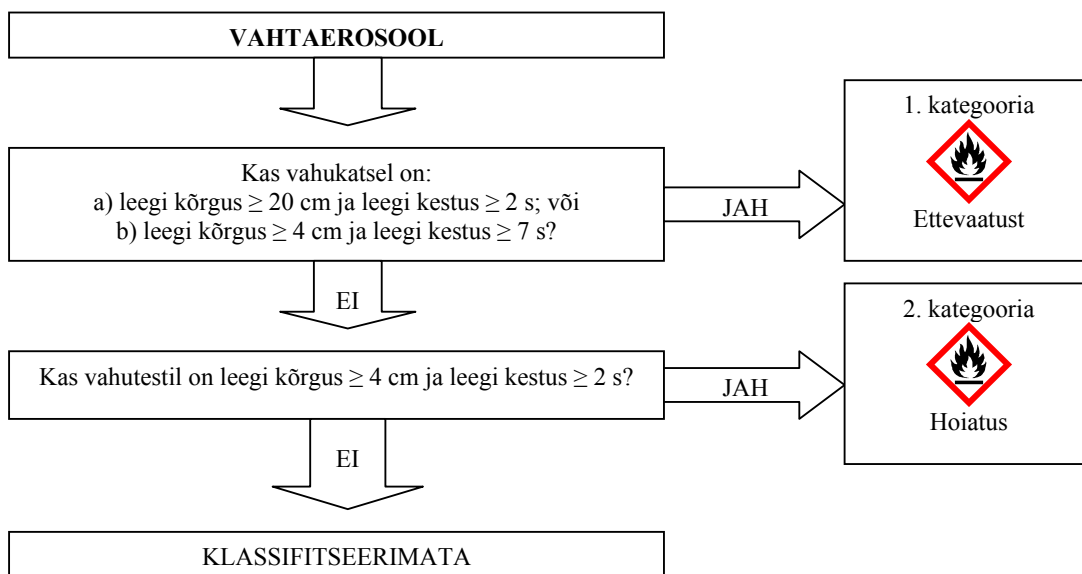 VAHTAEROSOOL
Kas vahukatsel on:
a) leegi kõrgus ≥ 20 cm ja leegi kestus ≥ 2 s; või
b) leegi kõrgus ≥ 4 cm ja leegi kestus ≥ 7 s?
JAH
1. kategooria
Ettevaatust
EI
Kas vahutestil on leegi kõrgus ≥ 4 cm ja leegi kestus ≥ 2 s?
JAH
2. kategooria
Hoiatus
EI
KLASSIFITSEERIMATA